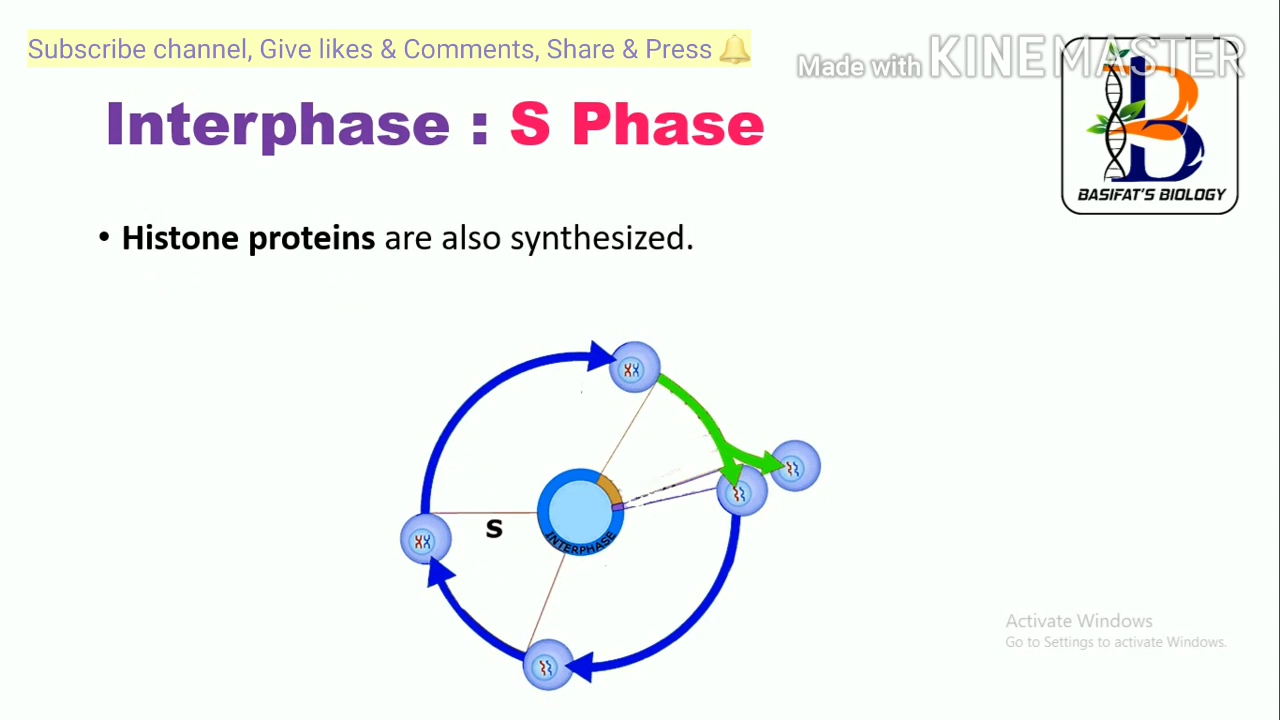 Subscribe channel, Give likes & Comments, Share & Press
Made with KINEMASTER
Interphase : S Phase
BASIFAT'S BIOLOGY
• Histone proteins are also synthesized.
S
INTERPHASE
Activate Windows
Go to Settings to activate Windows.